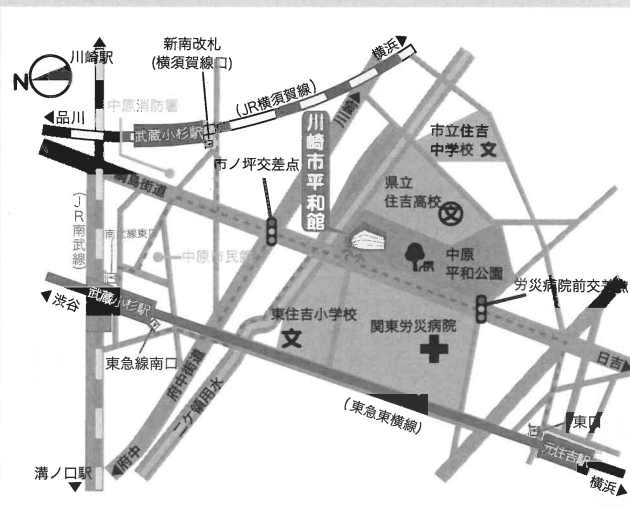 川崎駅
N
新南改札
(横須賀線口)
横浜
(JR横須賀線)
品川
中原消防署
武蔵小杉駅
川崎
川崎市平和館
市立住吉
中学校
文
市ノ坪交差点
綱島街道
県立
住吉高校
文
(JR南武線)
南武線東口
中原市民館
中原
平和公園
労災病院前交差点
渋谷
武蔵小杉駅
東住吉小学校
文
関東労災病院
東急線南口
府中街道
二ケ領用水
日吉
(東急東横線)
東口
元住吉駅
溝ノ口駅
府中
横浜